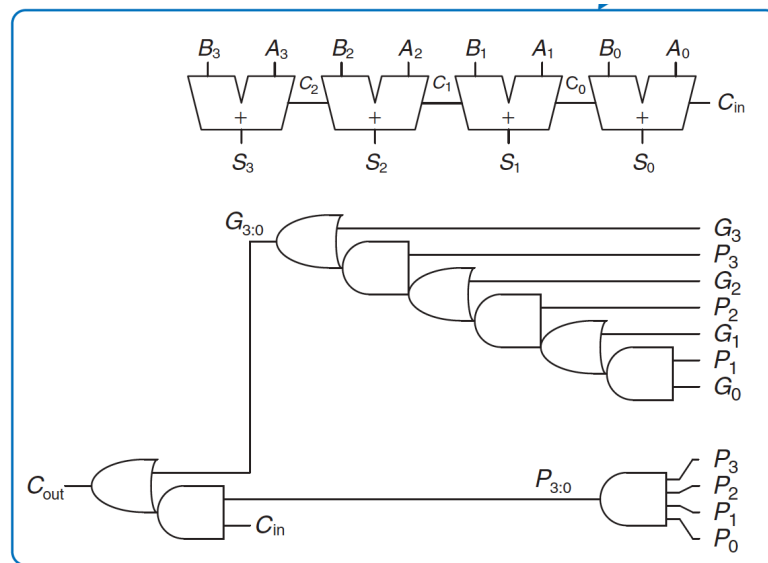 B3 A3 B2 A2 B1 A1 B0 A0
C2 C1 C0
+ + + + Cin
S3 S2 S1 S0
G3:0 G3
P3
G2
P2
G1
P1
G0
P3
Cout P3:0 P2
P1
Cin
P0